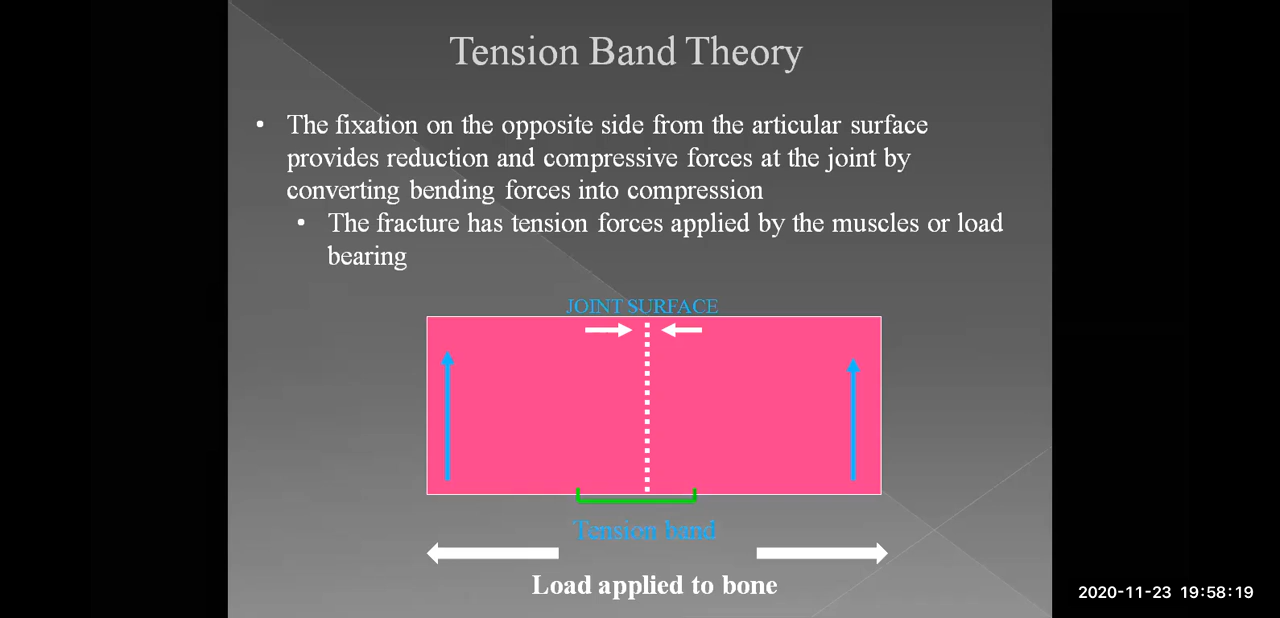 Tension Band Theory
• The fixation on the opposite side from the articular surface
provides reduction and compressive forces at the joint by
converting bending forces into compression
• The fracture has tension forces applied by the muscles or load
bearing
JOINT SURFACE
Tension band
Load applied to bone
2020-11-23 19:58:19